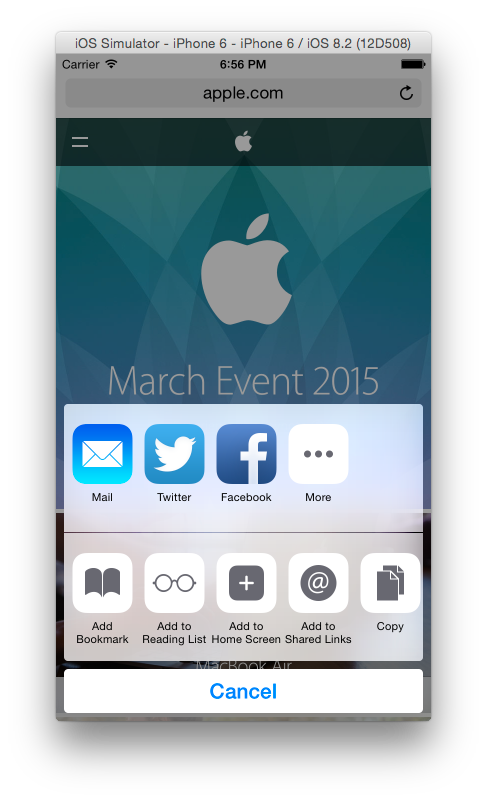 iOS Simulator - iPhone 6 - iPhone 6 / iOS 8.2 (12D508)
Carrier 6:56 PM
apple.com
March Event 2015
Mail Twitter Facebook More
Add Bookmark Add to Reading List Add to Home Screen Add to Shared Links Copy
MacBook Air
Cancel